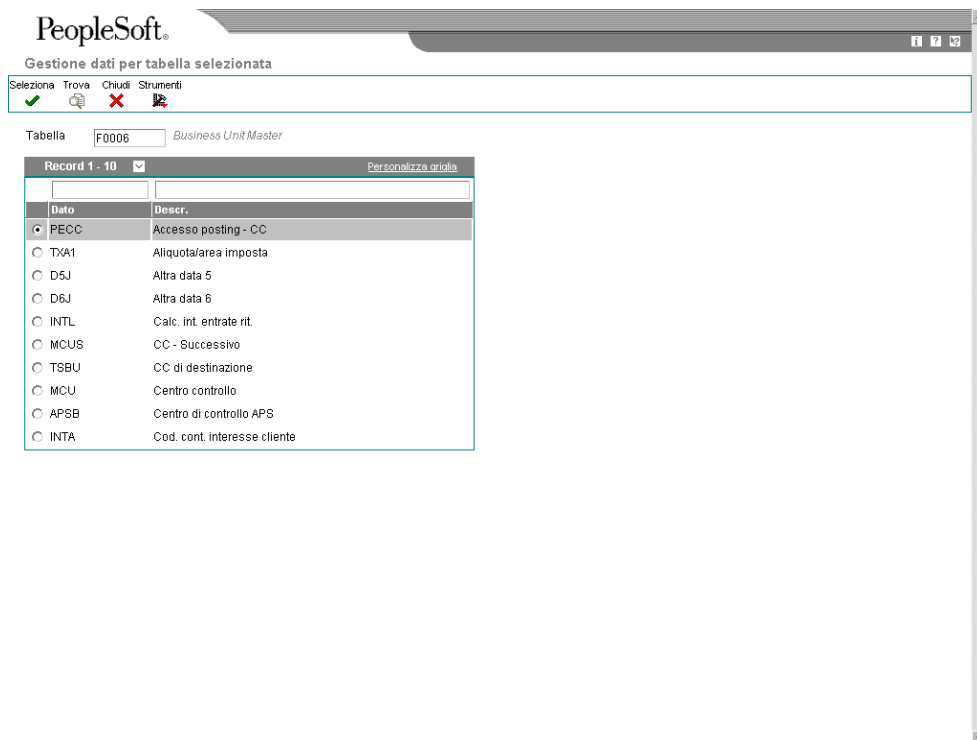 PeopleSoft®
Gestione dati per tabella selezionata
Seleziona Trova Chiudi Strumenti
Tabella F0006 Business Unit Master
Record 1 - 10 Personalizza griglia
Dato Descr.
PECC Accesso posting - CC
TXA1 Aliquota/area imposta
D5J Altra data 5
D6J Altra data 6
INTL Calc. int. entrate rit.
MCUS CC - Successivo
TSBU CC di destinazione
MCU Centro controllo
APSB Centro di controllo APS
INTA Cod. cont. interesse cliente